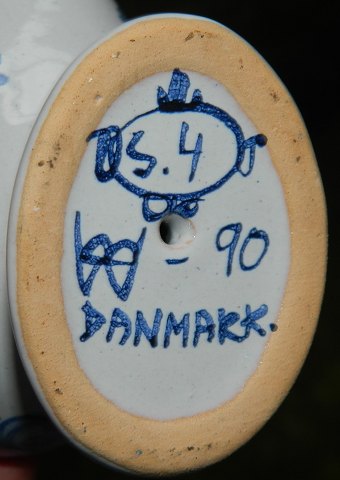 S. 4
W - 90
DANMARK.